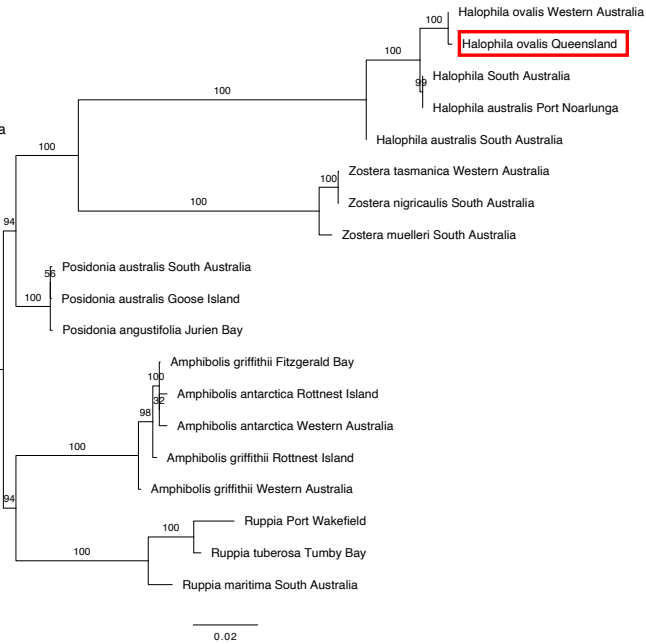 Halophila ovalis Western Australia
100
Halophila ovalis Queensland
100
Halophila South Australia
99
100
Halophila australis Port Noarlunga
a
Halophila australis South Australia
100
Zostera tasmanica Western Australia
100
100
Zostera nigricaulis South Australia
94
Zostera muelleri South Australia
Posidonia australis South Australia
56
100
Posidonia australis Goose Island
Posidonia angustifolia Jurien Bay
Amphibolis griffithii Fitzgerald Bay
100
Amphibolis antarctica Rottnest Island
32
98
Amphibolis antarctica Western Australia
100
Amphibolis griffithii Rottnest Island
Amphibolis griffithii Western Australia
94
Ruppia Port Wakefield
100
100
Ruppia tuberosa Tumby Bay
Ruppia maritima South Australia
0.02